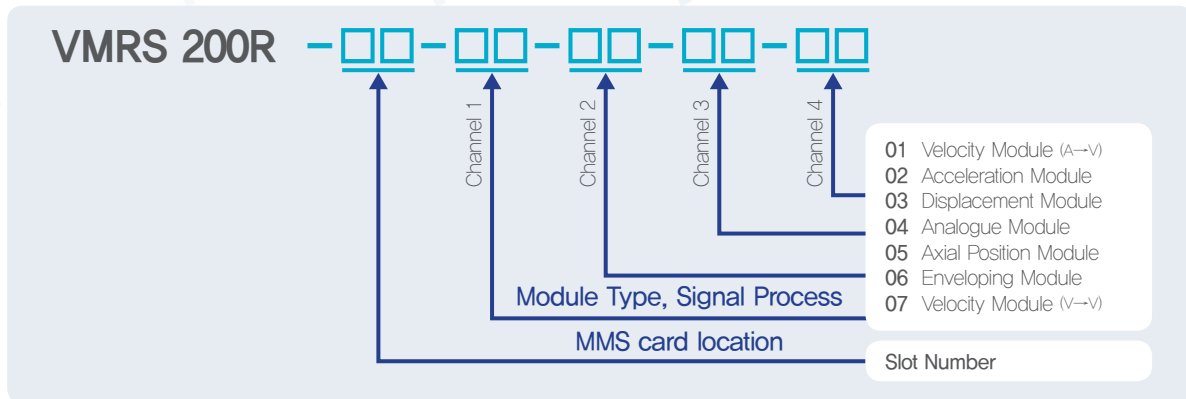 VMRS 200R -□□-□□-□□-□□-□□
Channel 1
Channel 2
Channel 3
Channel 4
01 Velocity Module (A→V)
02 Acceleration Module
03 Displacement Module
04 Analogue Module
05 Axial Position Module
06 Enveloping Module
07 Velocity Module (V→V)
Module Type, Signal Process
MMS card location
Slot Number